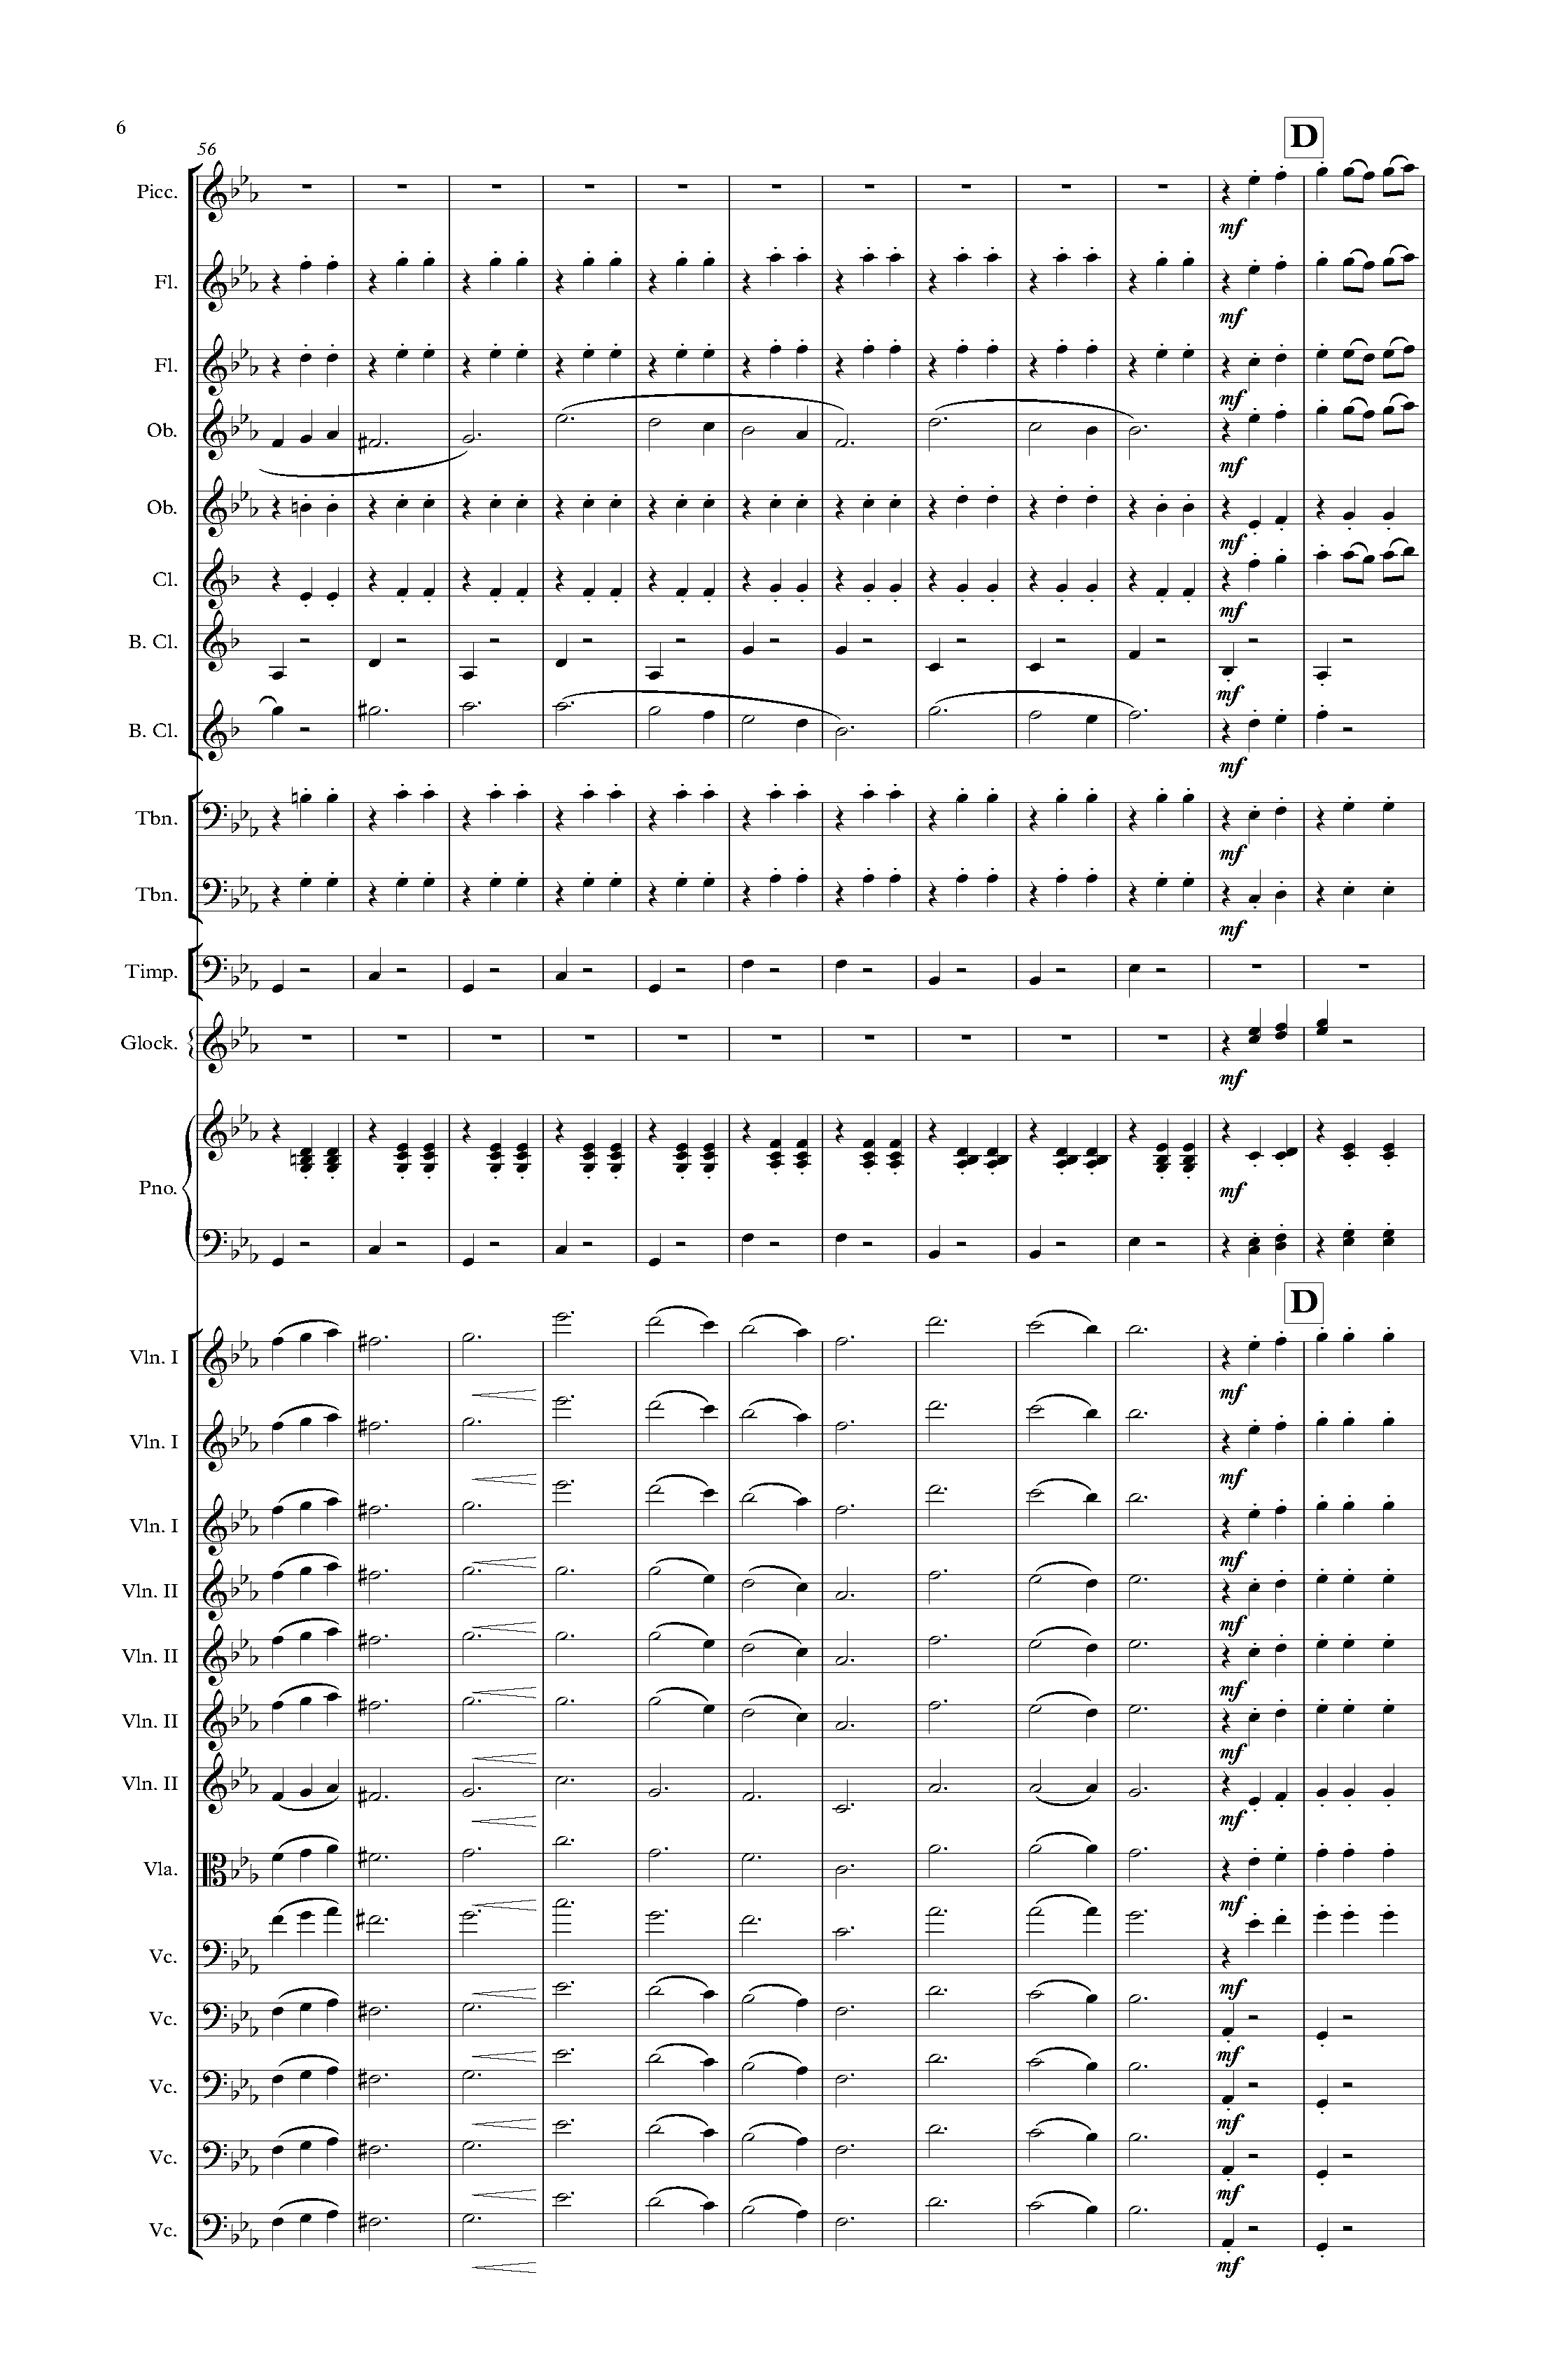 6
56
D
Picc.
mf
Fl.
mf
Fl.
mf
Ob.
mf
Ob.
mf
Cl.
mf
B. Cl.
mf
B. Cl.
mf
Tbn.
mf
Tbn.
mf
Timp.
Glock.
mf
Pno.
mf
D
Vln. I
mf
Vln. I
mf
Vln. I
mf
Vln. II
mf
Vln. II
mf
Vln. II
mf
Vln. II
mf
Vla.
mf
Vc.
mf
Vc.
mf
Vc.
mf
Vc.
mf
Vc.
mf